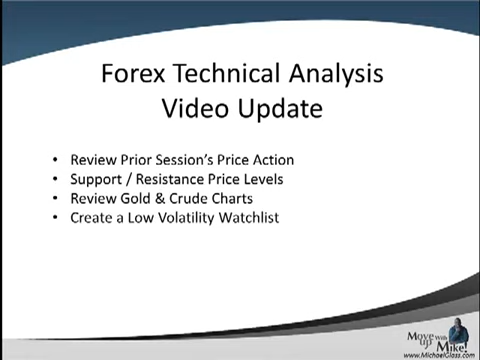 Forex Technical Analysis
Video Update
• Review Prior Session's Price Action
• Support / Resistance Price Levels
• Review Gold & Crude Charts
• Create a Low Volatility Watchlist
Move up With Mike!
www.MichaelGlass.com